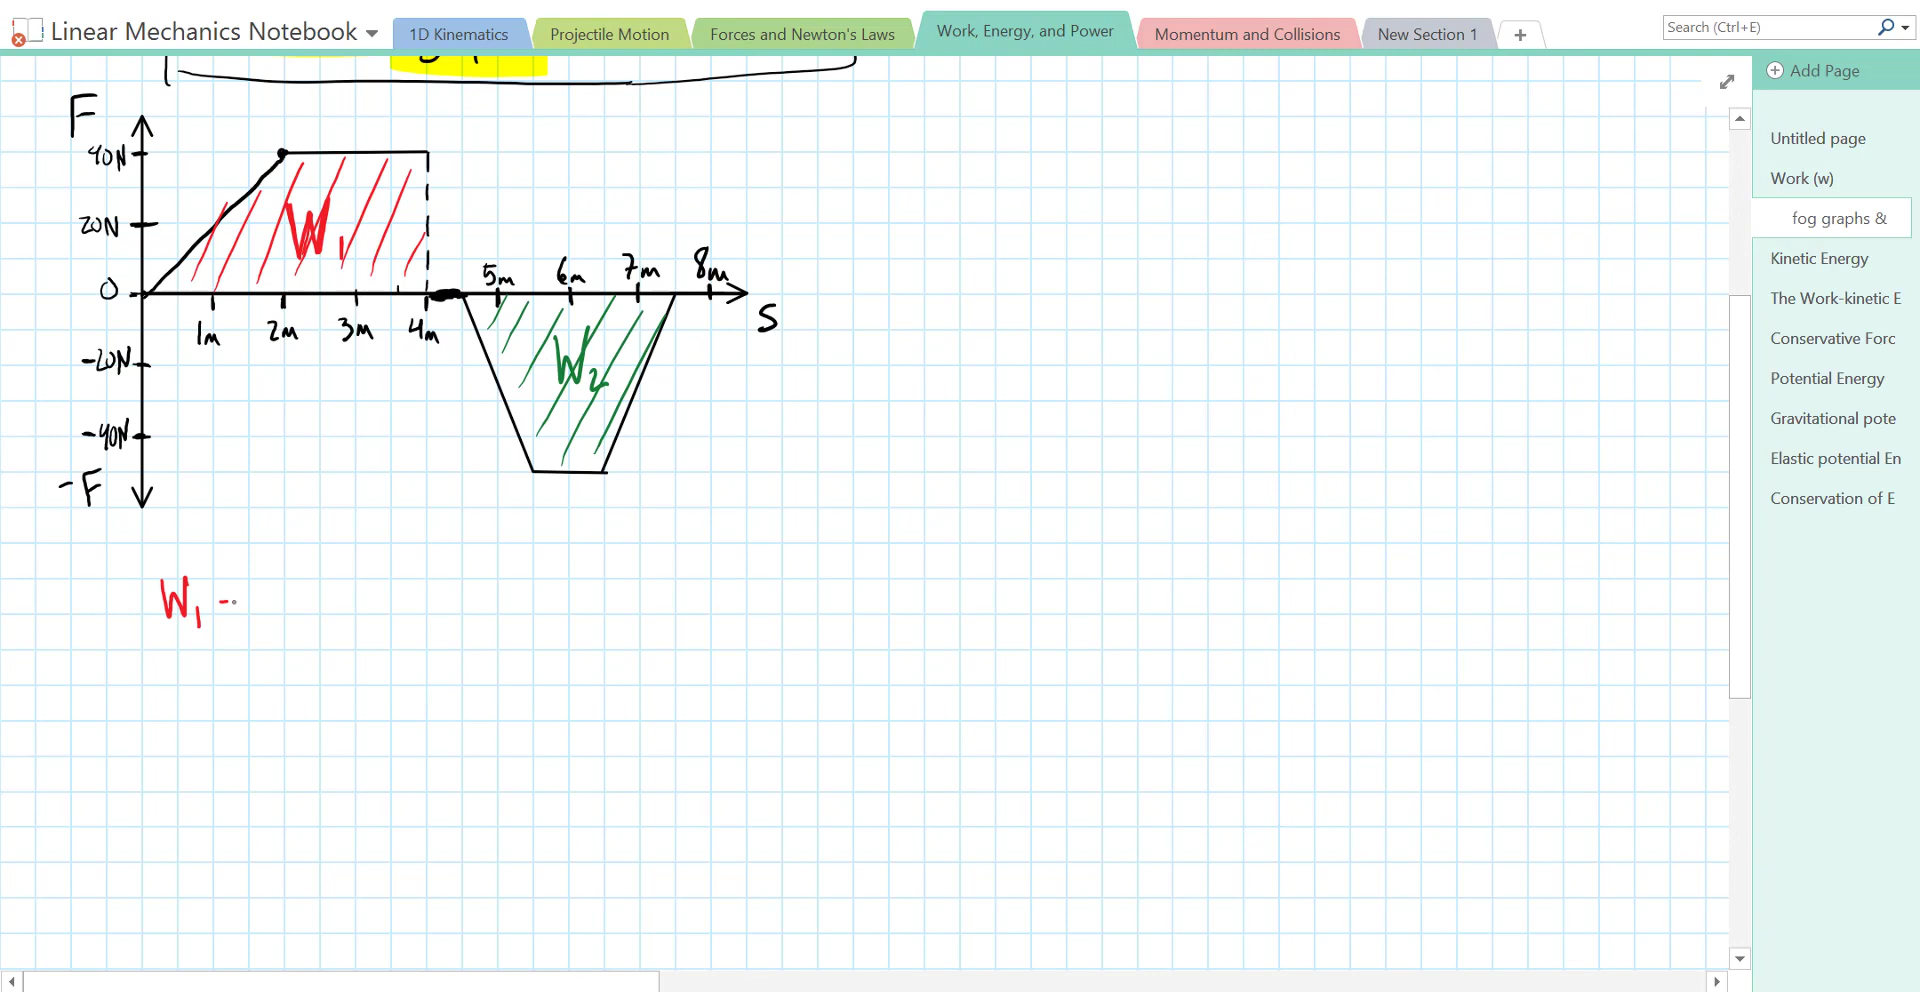 Linear Mechanics Notebook
1D Kinematics
Projectile Motion
Forces and Newton's Laws
Work, Energy, and Power
Momentum and Collisions
New Section 1
Search (Ctrl+E)
Add Page
Untitled page
Work (w)
fog graphs &
Kinetic Energy
The Work-kinetic E
Conservative Forc
Potential Energy
Gravitational pote
Elastic potential En
Conservation of E
F
40N
20N
0
-20N
-40N
-F
W1
1m 2m 3m 4m
5m 6m 7m 8m
S
W2
W1 -